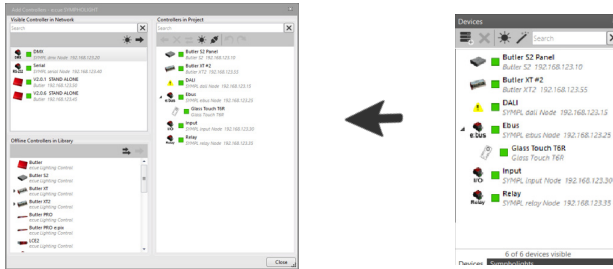 Add Controllers - ecue SYMPHOLIGHT
Visible Controller in Network
Search
DMX
SYMPL dmx Node 192.168.123.20
Serial
SYMPL serial Node 192.168.123.40
V2.0.1 STAND ALONE
Butler 192.168.123.50
V2.0.6 STAND ALONE
Butler 192.168.123.45
Offline Controllers in Library
Butler
ecue Lighting Control
Butler S2
ecue Lighting Control
Butler XT
ecue Lighting Control
Butler XT2
ecue Lighting Control
Butler PRO
ecue Lighting Control
Butler PRO e:pix
ecue Lighting Control
LCE2
ecue Lighting Control
Controllers in Project
Search
Butler S2 Panel
Butler S2 192.168.123.10
Butler XT #2
Butler XT2 192.168.123.55
DALI
SYMPL dali Node 192.168.123.15
e:bus
Ebus
SYMPL ebus Node 192.168.123.25
Glass Touch T6R
Glass Touch T6R
I/O
Input
SYMPL input Node 192.168.123.30
Relay
Relay
SYMPL relay Node 192.168.123.35
Close
Devices
Search
Butler S2 Panel
Butler S2 192.168.123.10
Butler XT #2
Butler XT2 192.168.123.55
DALI
SYMPL dali Node 192.168.123.15
e:bus
Ebus
SYMPL ebus Node 192.168.123.25
Glass Touch T6R
Glass Touch T6R
I/O
Input
SYMPL input Node 192.168.123.30
Relay
Relay
SYMPL relay Node 192.168.123.35
6 of 6 devices visible
Devices Sympholights